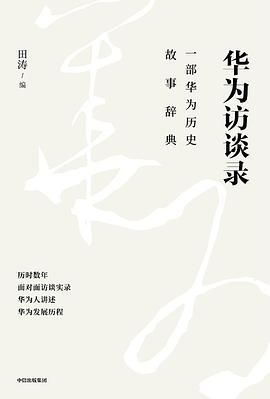 华为访谈录
一部华为历史
故事辞典
田涛/编
历时数年
面对面访谈实录
华为人讲述
华为发展历程
中信出版集团